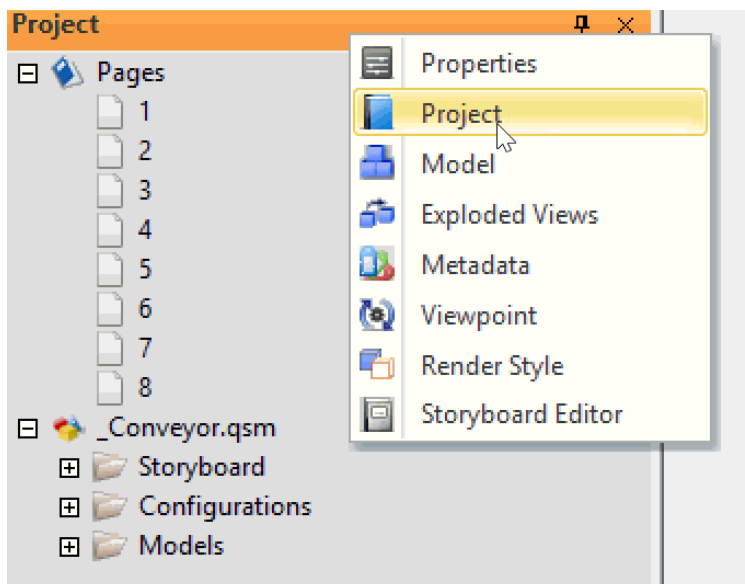 Project
Pages
1
2
3
4
5
6
7
8
_Conveyor.qsm
Storyboard
Configurations
Models
Properties
Project
Model
Exploded Views
Metadata
Viewpoint
Render Style
Storyboard Editor